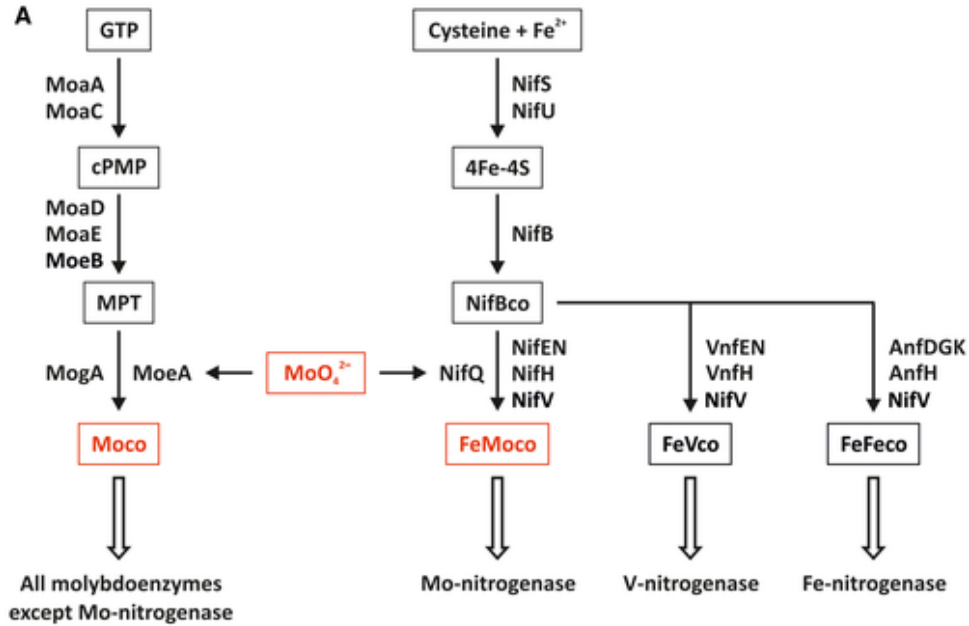 A
GTP
MoaA
MoaC
cPMP
MoaD
MoaE
MoeB
MPT
MogA
MoeA
MoO₄²⁻
Moco
All molybdoenzymes
except Mo-nitrogenase
Cysteine + Fe²⁺
NifS
NifU
4Fe-4S
NifB
NifBco
NifQ
NifEN
NifH
NifV
FeMoco
Mo-nitrogenase
VnfEN
VnfH
NifV
FeVco
V-nitrogenase
AnfDGK
AnfH
NifV
FeFeco
Fe-nitrogenase